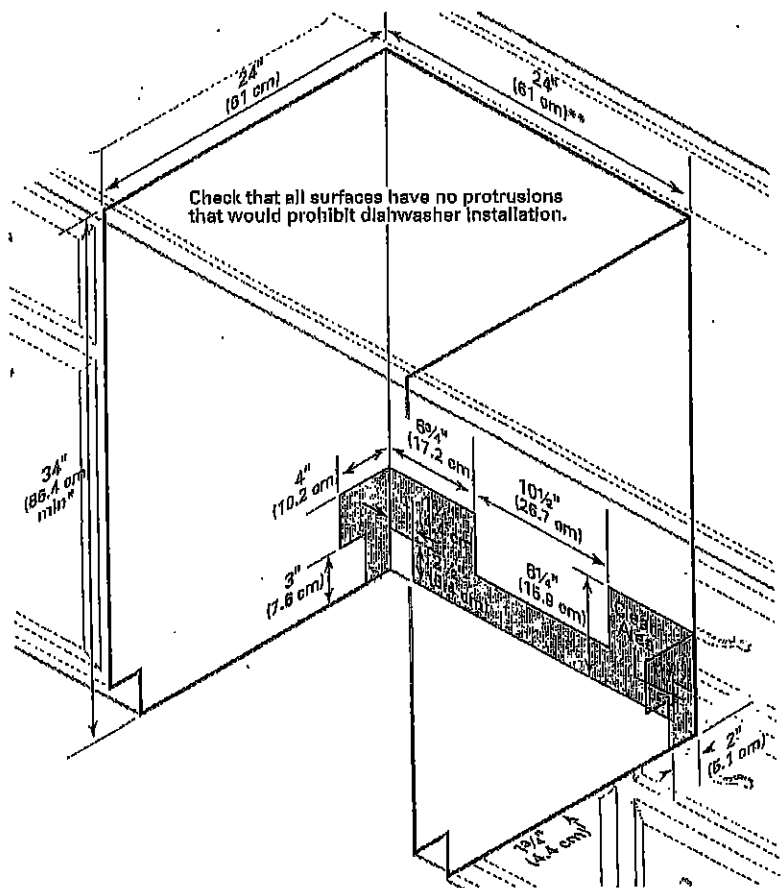 24"
(61 cm)
24"
(61 cm)**
Check that all surfaces have no protrusions
that would prohibit dishwasher installation.
34"
(86.4 cm
min*
4"
(10.2 cm)
6¾"
(17.2 cm)
10½"
(26.7 cm)
3"
(7.6 cm)
6¼"
(15.9 cm)
2"
(5.1 cm)
1¾"
(4.4 cm)